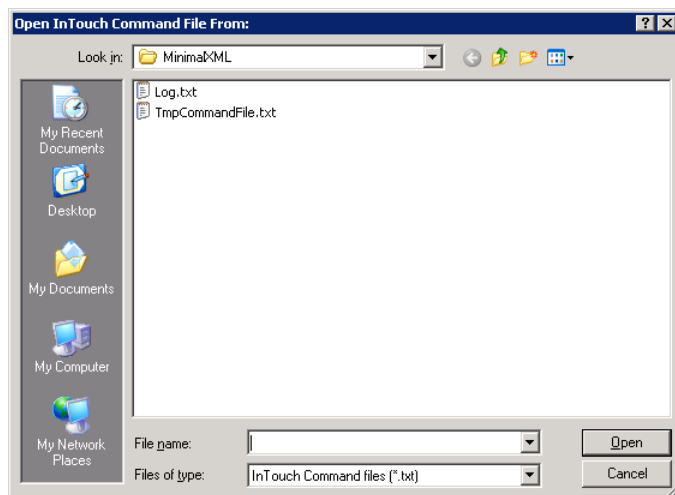 Open InTouch Command File From:
Look in: MinimalXML
Log.txt
TmpCommandFile.txt
My Recent
Documents
Desktop
My Documents
My Computer
My Network
Places
File name:
Open
Files of type: InTouch Command files (*.txt)
Cancel